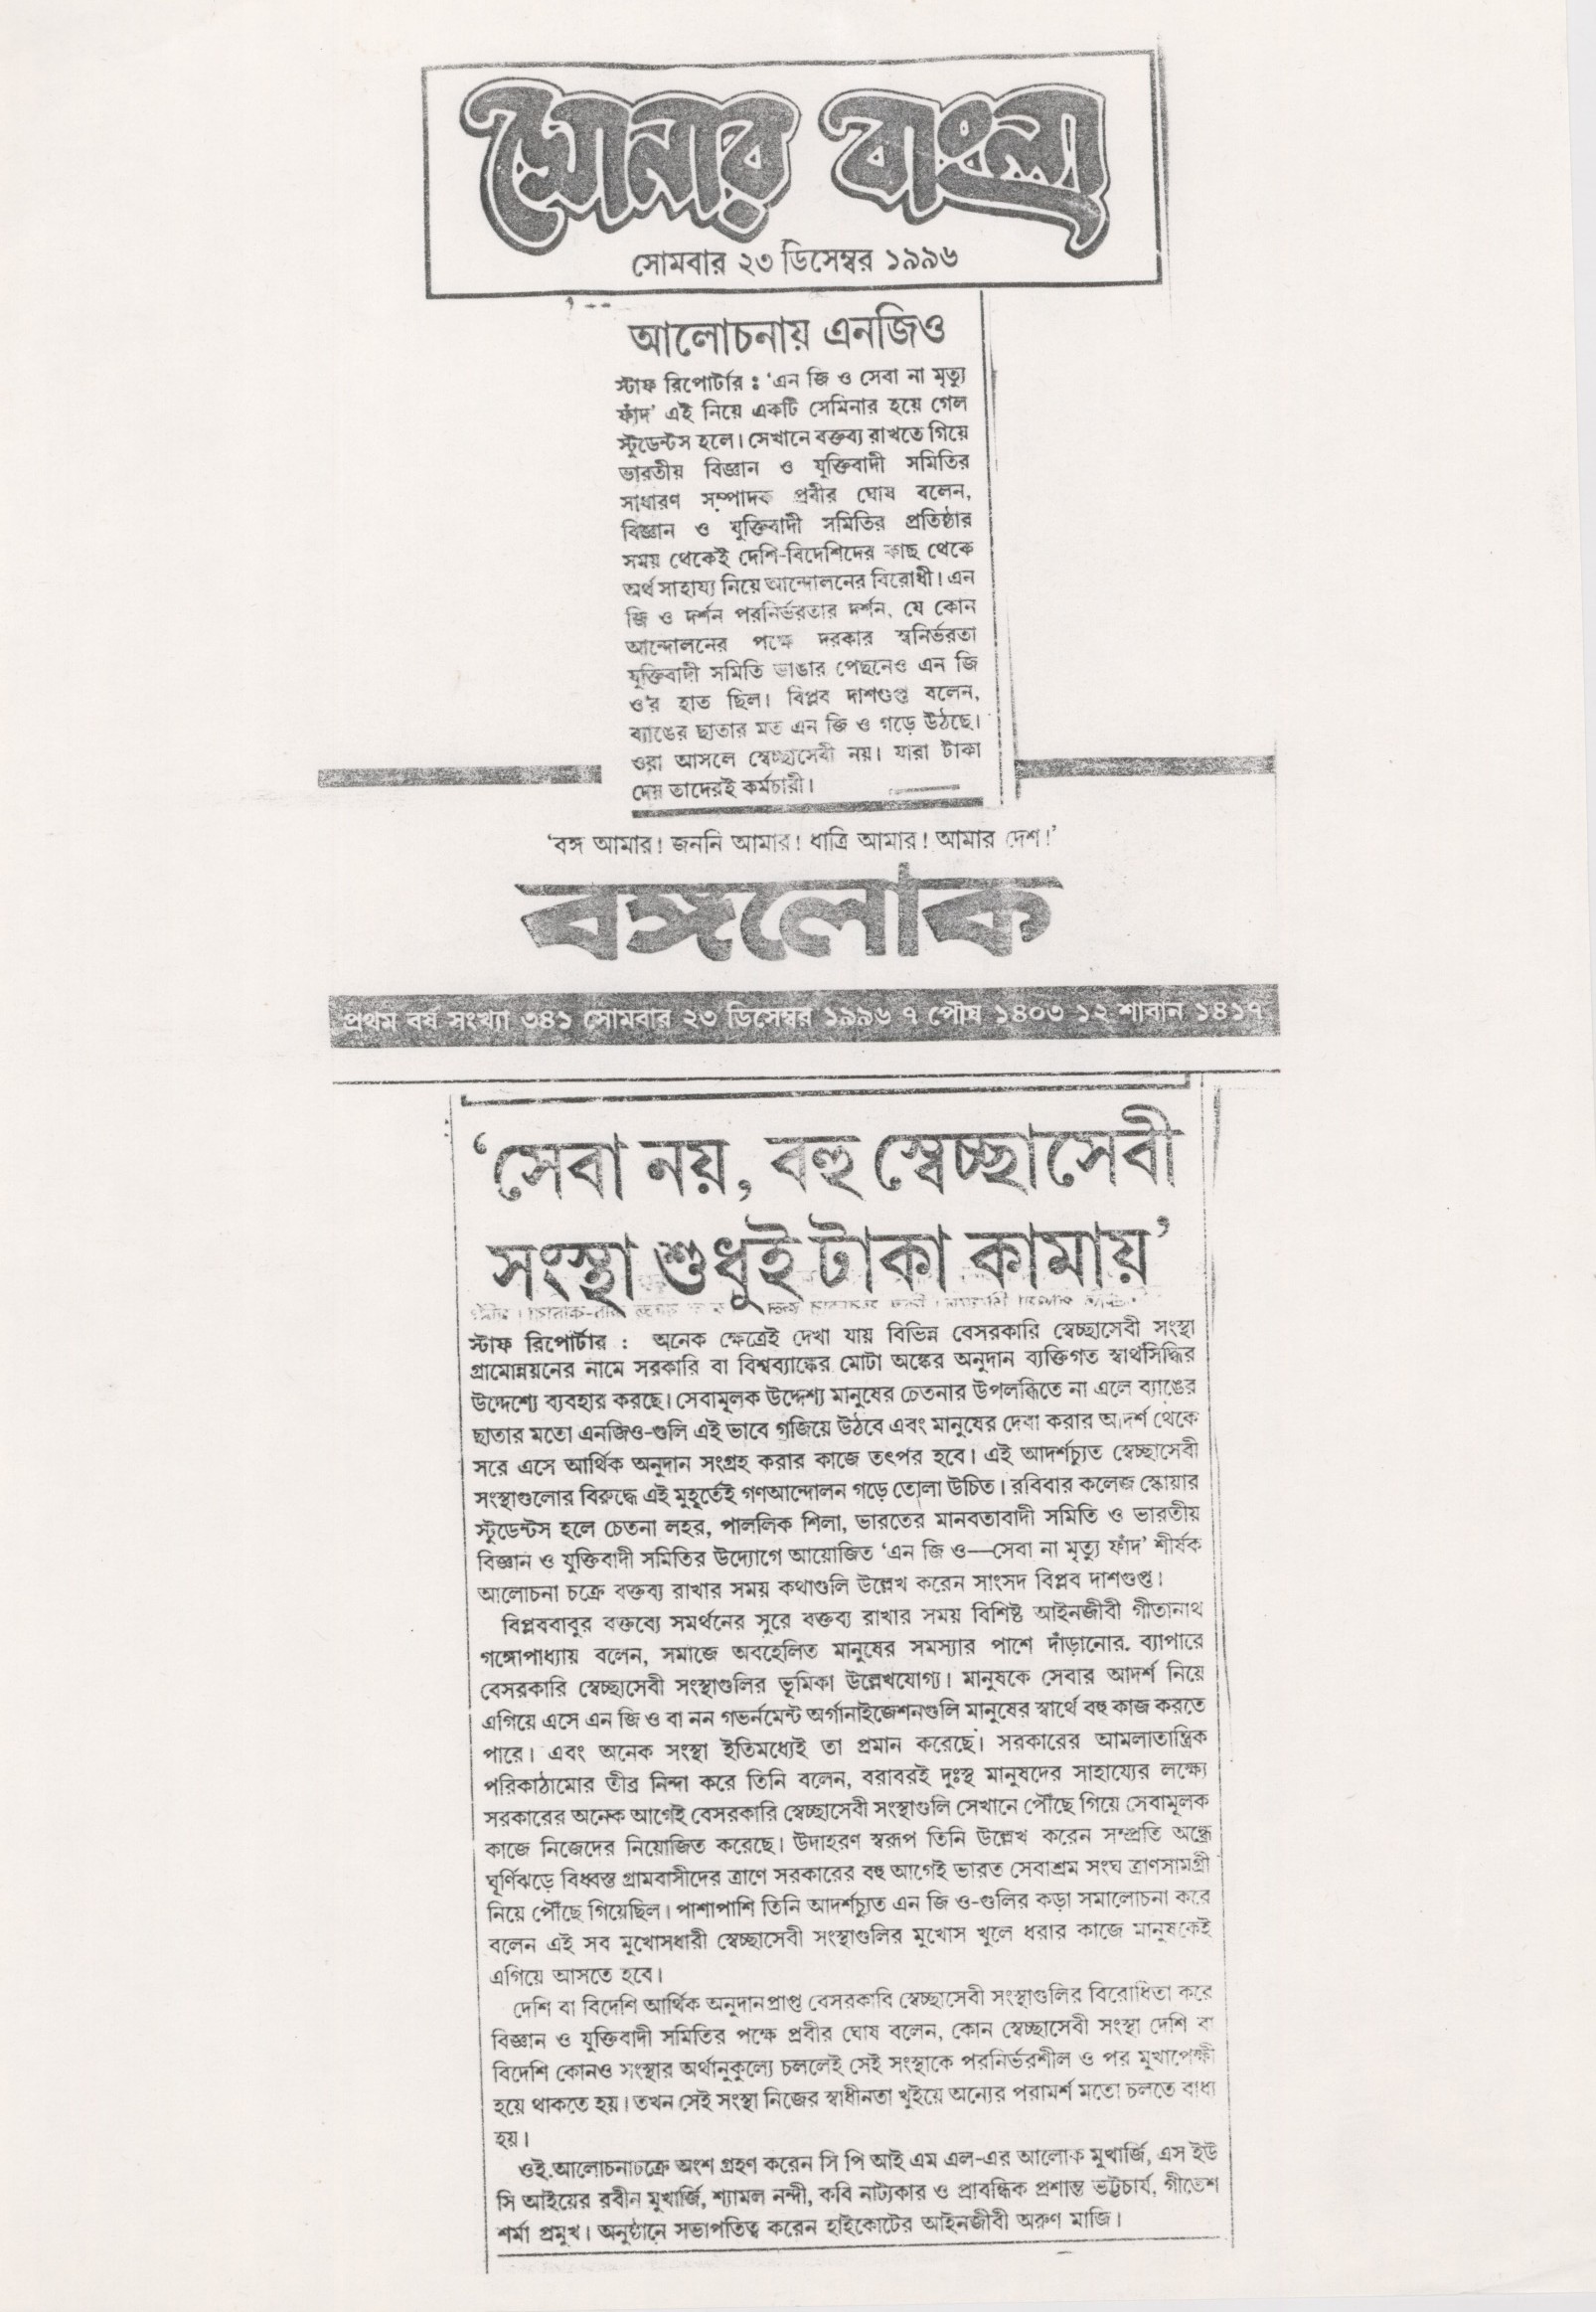 সোনার বাংলা
সোমবার ২৩ ডিসেম্বর ১৯৯৬
আলোচনায় এনজিও
স্টাফ রিপোর্টার : ‘এন জি ও সেবা না মৃত্যু
ফাঁদ’ এই নিয়ে একটি সেমিনার হয়ে গেল
স্টুডেন্টস হলে। সেখানে বক্তব্য রাখতে গিয়ে
ভারতীয় বিজ্ঞান ও যুক্তিবাদী সমিতির
সাধারণ সম্পাদক প্রবীর ঘোষ বলেন,
বিজ্ঞান ও যুক্তিবাদী সমিতির প্রতিষ্ঠার
সময় থেকেই দেশি-বিদেশিদের কাছ থেকে
অর্থ সাহায্য নিয়ে আন্দোলনের বিরোধী। এন
জি ও দর্শন পরনির্ভরতার দর্শন, যে কোন
আন্দোলনের পক্ষে দরকার স্বনির্ভরতা
যুক্তিবাদী সমিতি ভাঙার পেছনেও এন জি
ও’র হাত ছিল। বিপ্লব দাশগুপ্ত বলেন,
ব্যাঙের ছাতার মত এন জি ও গড়ে উঠছে।
ওরা আসলে স্বেচ্ছাসেবী নয়। যারা টাকা
দেয় তাদেরই কর্মচারী।
‘বঙ্গ আমার! জননি আমার! ধাত্রি আমার! আমার দেশ!’
বঙ্গলোক
প্রথম বর্ষ সংখ্যা ৩৪১ সোমবার ২৩ ডিসেম্বর ১৯৯৬ ৭ পৌষ ১৪০৩ ১২ শাবান ১৪১৭
‘সেবা নয়, বহু স্বেচ্ছাসেবী
সংস্থা শুধুই টাকা কামায়’
স্টাফ রিপোর্টার : অনেক ক্ষেত্রেই দেখা যায় বিভিন্ন বেসরকারি স্বেচ্ছাসেবী সংস্থা
গ্রামোন্নয়নের নামে সরকারি বা বিশ্বব্যাঙ্কের মোটা অঙ্কের অনুদান ব্যক্তিগত স্বার্থসিদ্ধির
উদ্দেশ্যে ব্যবহার করছে। সেবামূলক উদ্দেশ্য মানুষের চেতনার উপলব্ধিতে না এলে ব্যাঙের
ছাতার মতো এনজিও-গুলি এই ভাবে গজিয়ে উঠবে এবং মানুষের সেবা করার আদর্শ থেকে
সরে এসে আর্থিক অনুদান সংগ্রহ করার কাজে তৎপর হবে। এই আদর্শচ্যুত স্বেচ্ছাসেবী
সংস্থাগুলোর বিরুদ্ধে এই মুহূর্তেই গণআন্দোলন গড়ে তোলা উচিত। রবিবার কলেজ স্কোয়ার
স্টুডেন্টস হলে চেতনা লহর, পাললিক শিলা, ভারতের মানবতাবাদী সমিতি ও ভারতীয়
বিজ্ঞান ও যুক্তিবাদী সমিতির উদ্যোগে আয়োজিত ‘এন জি ও—সেবা না মৃত্যু ফাঁদ’ শীর্ষক
আলোচনা চক্রে বক্তব্য রাখার সময় কথাগুলি উল্লেখ করেন সাংসদ বিপ্লব দাশগুপ্ত।
বিপ্লববাবুর বক্তব্যে সমর্থনের সুরে বক্তব্য রাখার সময় বিশিষ্ট আইনজীবী গীতানাথ
গঙ্গোপাধ্যায় বলেন, সমাজে অবহেলিত মানুষের সমস্যার পাশে দাঁড়ানোর. ব্যাপারে
বেসরকারি স্বেচ্ছাসেবী সংস্থাগুলির ভূমিকা উল্লেখযোগ্য। মানুষকে সেবার আদর্শ নিয়ে
এগিয়ে এসে এন জি ও বা নন গভর্নমেন্ট অর্গানাইজেশনগুলি মানুষের স্বার্থে বহু কাজ করতে
পারে। এবং অনেক সংস্থা ইতিমধ্যেই তা প্রমান করেছে। সরকারের আমলাতান্ত্রিক
পরিকাঠামোর তীব্র নিন্দা করে তিনি বলেন, বরাবরই দুঃস্থ মানুষদের সাহায্যের লক্ষ্যে
সরকারের অনেক আগেই বেসরকারি স্বেচ্ছাসেবী সংস্থাগুলি সেখানে পৌঁছে গিয়ে সেবামূলক
কাজে নিজেদের নিয়োজিত করেছে। উদাহরণ স্বরূপ তিনি উল্লেখ করেন সম্প্রতি অন্ধ্রে
ঘূর্ণিঝড়ে বিধ্বস্ত গ্রামবাসীদের ত্রাণে সরকারের বহু আগেই ভারত সেবাশ্রম সংঘ ত্রাণসামগ্রী
নিয়ে পৌঁছে গিয়েছিল। পাশাপাশি তিনি আদর্শচ্যুত এন জি ও-গুলির কড়া সমালোচনা করে
বলেন এই সব মুখোসধারী স্বেচ্ছাসেবী সংস্থাগুলির মুখোস খুলে ধরার কাজে মানুষকেই
এগিয়ে আসতে হবে।
দেশি বা বিদেশি আর্থিক অনুদানপ্রাপ্ত বেসরকারি স্বেচ্ছাসেবী সংস্থাগুলির বিরোধিতা করে
বিজ্ঞান ও যুক্তিবাদী সমিতির পক্ষে প্রবীর ঘোষ বলেন, কোন স্বেচ্ছাসেবী সংস্থা দেশি বা
বিদেশি কোনও সংস্থার অর্থানুকুল্যে চললেই সেই সংস্থাকে পরনির্ভরশীল ও পর মুখাপেক্ষী
হয়ে থাকতে হয়। তখন সেই সংস্থা নিজের স্বাধীনতা খুইয়ে অন্যের পরামর্শ মতো চলতে বাধ্য
হয়।
ওই আলোচনাচক্রে অংশ গ্রহণ করেন সি পি আই এম এল-এর আলোক মুখার্জি, এস ইউ
সি আইয়ের রবীন মুখার্জি, শ্যামল নন্দী, কবি নাট্যকার ও প্রাবন্ধিক প্রশান্ত ভট্টচার্য, গীতেশ
শর্মা প্রমুখ। অনুষ্ঠানে সভাপতিত্ব করেন হাইকোর্টের আইনজীবী অরুণ মাজি।